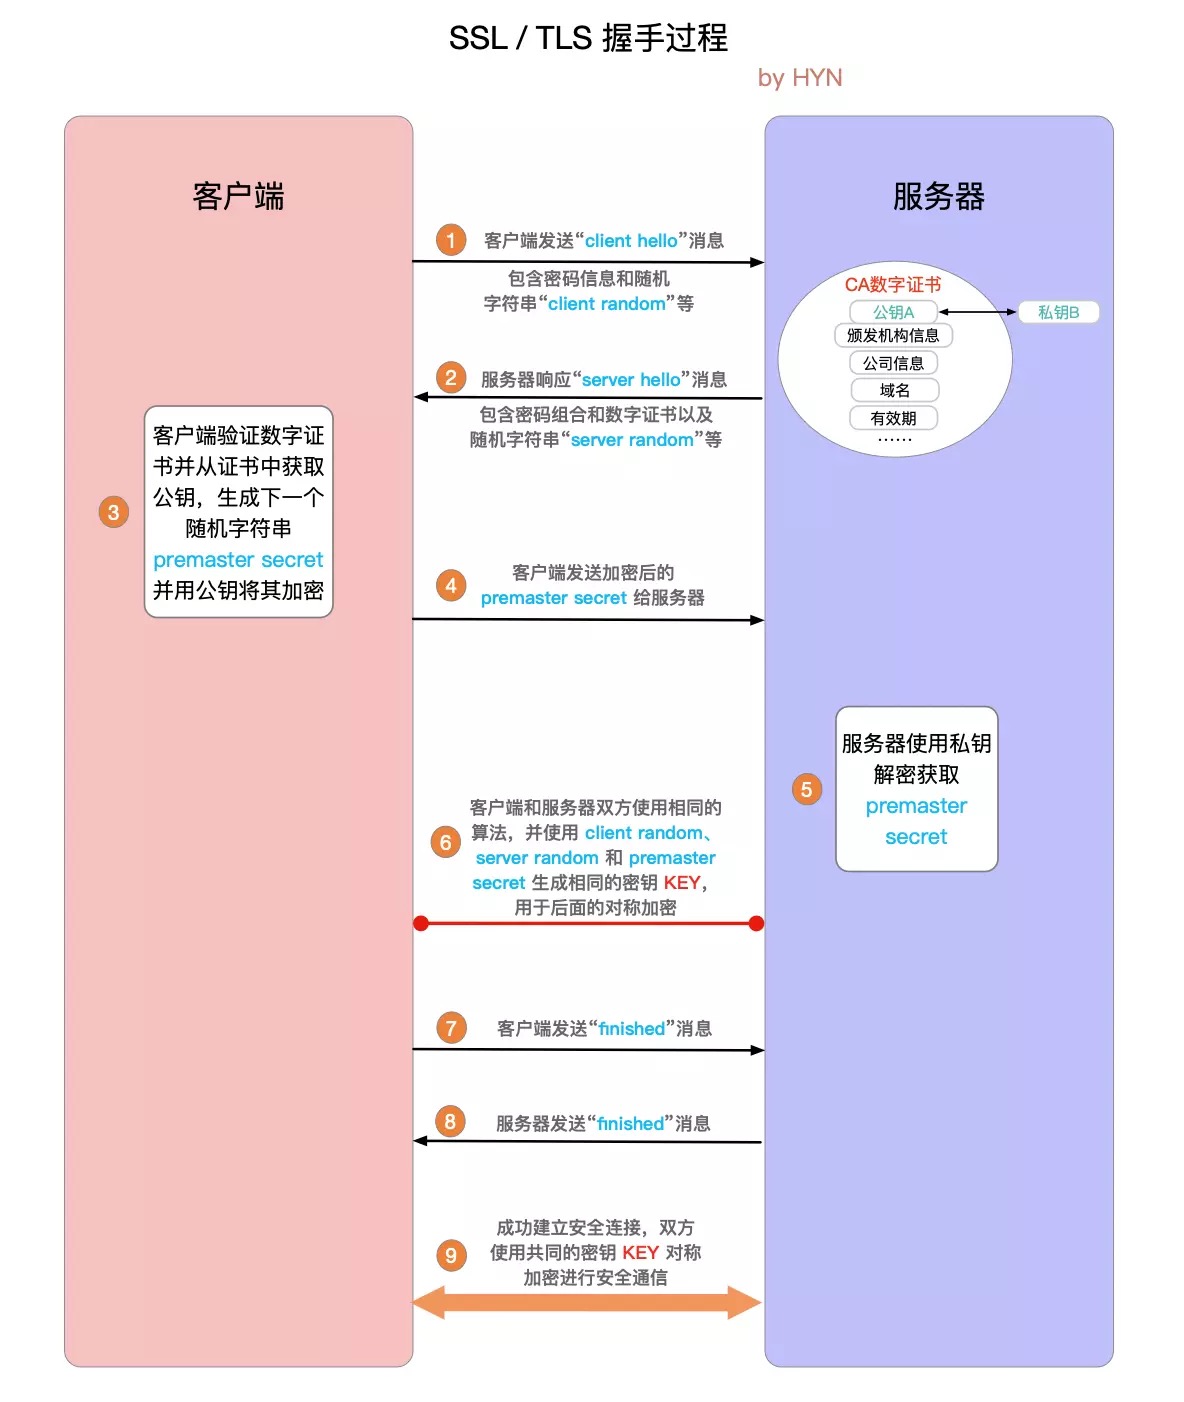 SSL / TLS 握手过程
by HYN
客户端
服务器
1
客户端发送“client hello”消息
包含密码信息和随机
字符串“client random”等
CA数字证书
公钥A
私钥B
颁发机构信息
公司信息
域名
有效期
……
2
服务器响应“server hello”消息
包含密码组合和数字证书以及
随机字符串“server random”等
3
客户端验证数字证
书并从证书中获取
公钥，生成下一个
随机字符串
premaster secret
并用公钥将其加密
4
客户端发送加密后的
premaster secret 给服务器
5
服务器使用私钥
解密获取
premaster
secret
6
客户端和服务器双方使用相同的
算法，并使用 client random、
server random 和 premaster
secret 生成相同的密钥 KEY，
用于后面的对称加密
7
客户端发送“finished”消息
8
服务器发送“finished”消息
9
成功建立安全连接，双方
使用共同的密钥 KEY 对称
加密进行安全通信